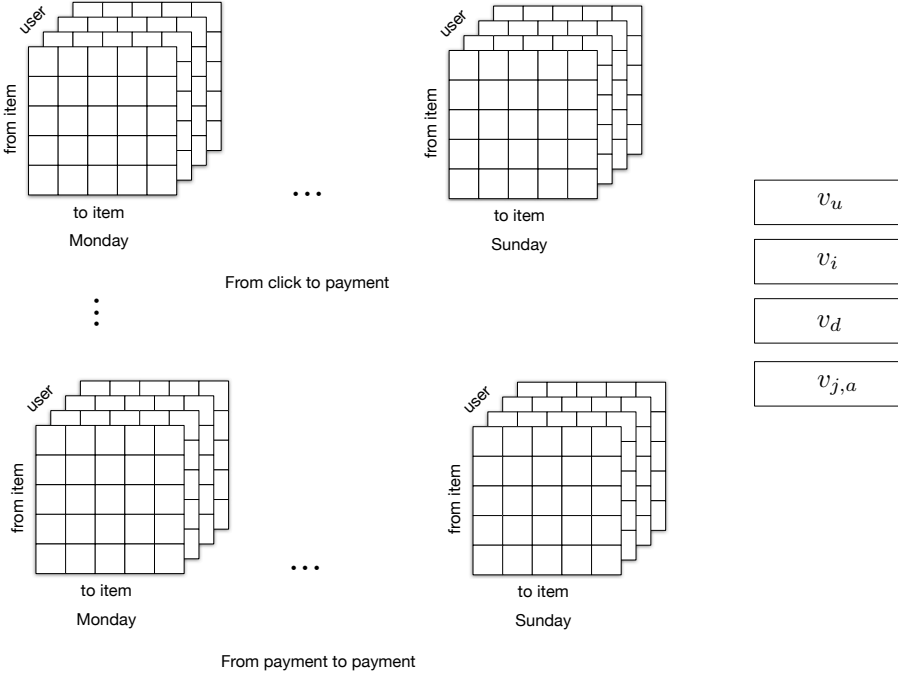 user
user
from item
from item
...
to item
to item
Monday
Sunday
From click to payment
⋮
user
user
from item
from item
...
to item
to item
Monday
Sunday
From payment to payment
v_u
v_i
v_d
v_{j,a}